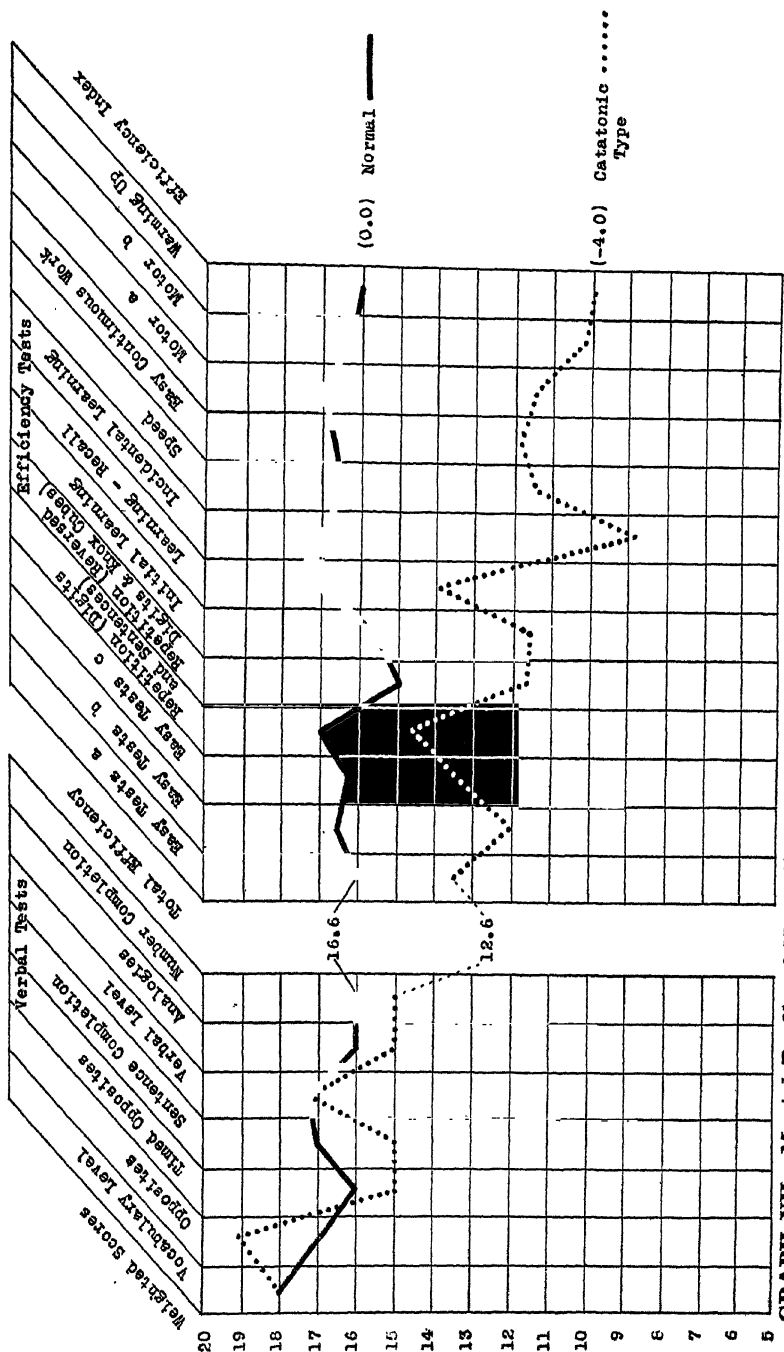 Verbal Tests
Efficiency Tests
Weighted Scores
Vocabulary Level
Opposites
Timed Opposites
Sentence Completion
Verbal Level
Analogies
Number Completion
Total Efficiency
Easy Tests a
Easy Tests b
Easy Tests c
Repetition (Digits
and Sentences)
Repetition (Reversed
Digits & Knox Cubes)
Initial Learning
Learning - Recall
Incidental Learning
Speed
Easy Continuous Work
Motor a
Motor b
Warming Up
Efficiency Index
20
19
18
17
16
15
14
13
12
11
10
9
8
7
6
5
16.6
12.6
(0.0) Normal
(-4.0) Catatonic
Type